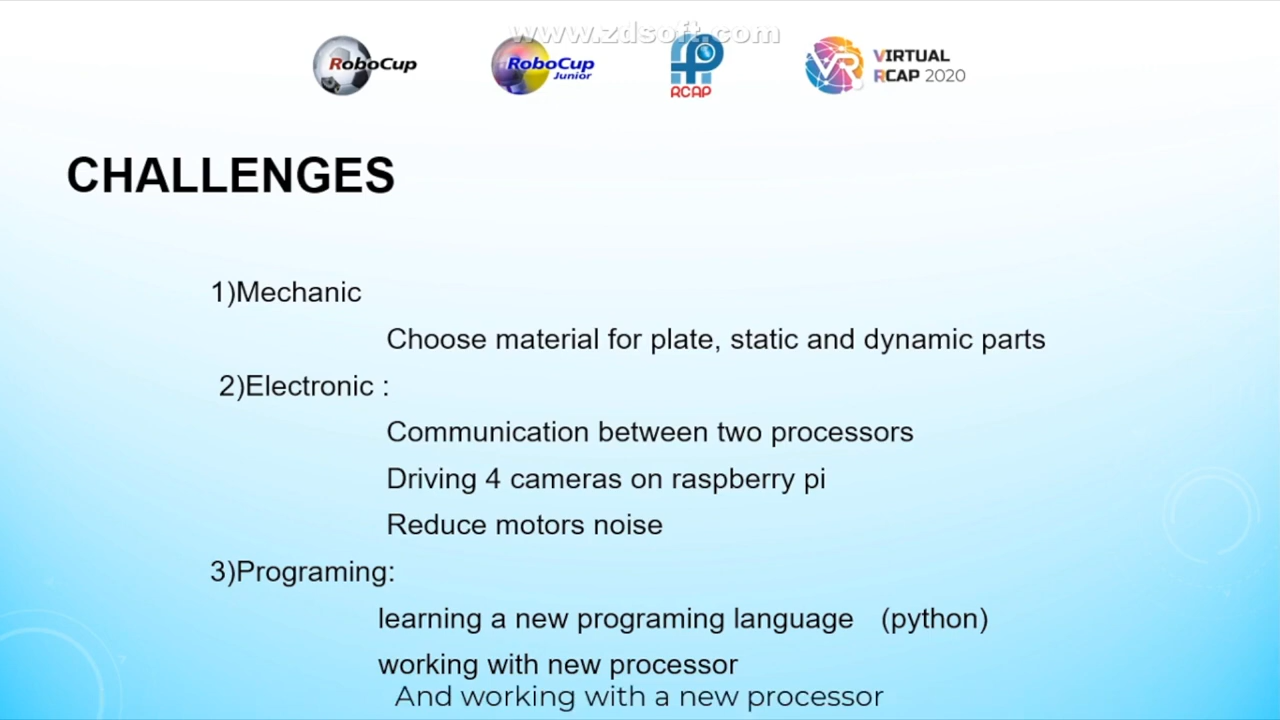 www.zdsoft.com
RoboCup
RoboCup
Junior
RCAP
VR
VIRTUAL
RCAP 2020
CHALLENGES
1)Mechanic
Choose material for plate, static and dynamic parts
2)Electronic :
Communication between two processors
Driving 4 cameras on raspberry pi
Reduce motors noise
3)Programing:
learning a new programing language (python)
working with new processor
And working with a new processor